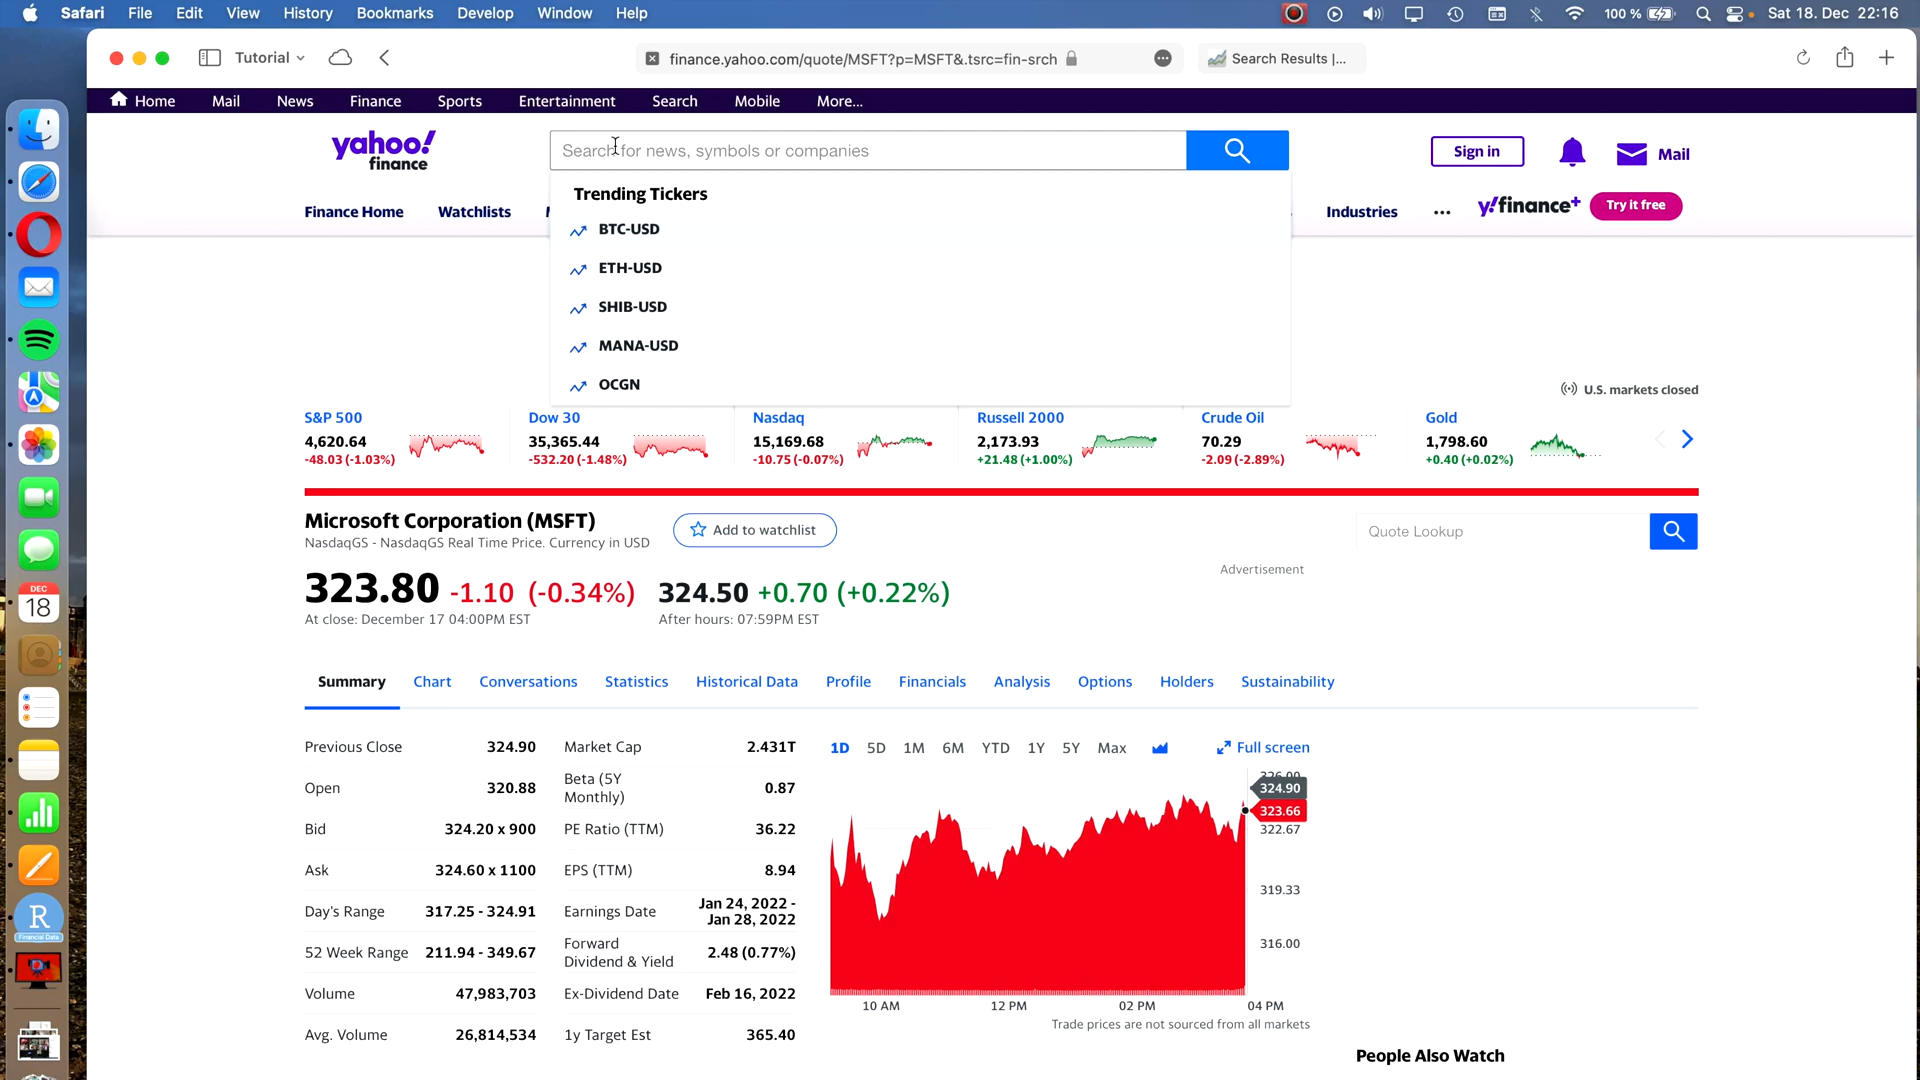 Safari File Edit View History Bookmarks Develop Window Help 100 % Sat 18. Dec 22:16
Tutorial finance.yahoo.com/quote/MSFT?p=MSFT&.tsrc=fin-srch Search Results |...
Home Mail News Finance Sports Entertainment Search Mobile More...
yahoo! finance
Search for news, symbols or companies
Sign in
Mail
Finance Home Watchlists Industries ... y!finance+ Try it free
Trending Tickers
BTC-USD
ETH-USD
SHIB-USD
MANA-USD
OCGN
U.S. markets closed
S&P 500 Dow 30 Nasdaq Russell 2000 Crude Oil Gold
4,620.64 35,365.44 15,169.68 2,173.93 70.29 1,798.60
-48.03 (-1.03%) -532.20 (-1.48%) -10.75 (-0.07%) +21.48 (+1.00%) -2.09 (-2.89%) +0.40 (+0.02%)
Microsoft Corporation (MSFT)
NasdaqGS - NasdaqGS Real Time Price. Currency in USD
Add to watchlist
Quote Lookup
Advertisement
323.80 -1.10 (-0.34%) 324.50 +0.70 (+0.22%)
At close: December 17 04:00PM EST After hours: 07:59PM EST
Summary Chart Conversations Statistics Historical Data Profile Financials Analysis Options Holders Sustainability
Previous Close 324.90
Open 320.88
Bid 324.20 x 900
Ask 324.60 x 1100
Day's Range 317.25 - 324.91
52 Week Range 211.94 - 349.67
Volume 47,983,703
Avg. Volume 26,814,534
Market Cap 2.431T
Beta (5Y
Monthly) 0.87
PE Ratio (TTM) 36.22
EPS (TTM) 8.94
Earnings Date Jan 24, 2022 -
Jan 28, 2022
Forward
Dividend & Yield 2.48 (0.77%)
Ex-Dividend Date Feb 16, 2022
1y Target Est 365.40
1D 5D 1M 6M YTD 1Y 5Y Max Full screen
326.00
324.90
323.66
322.67
319.33
316.00
10 AM 12 PM 02 PM 04 PM
Trade prices are not sourced from all markets
People Also Watch
DEC
18
R
Financial Data